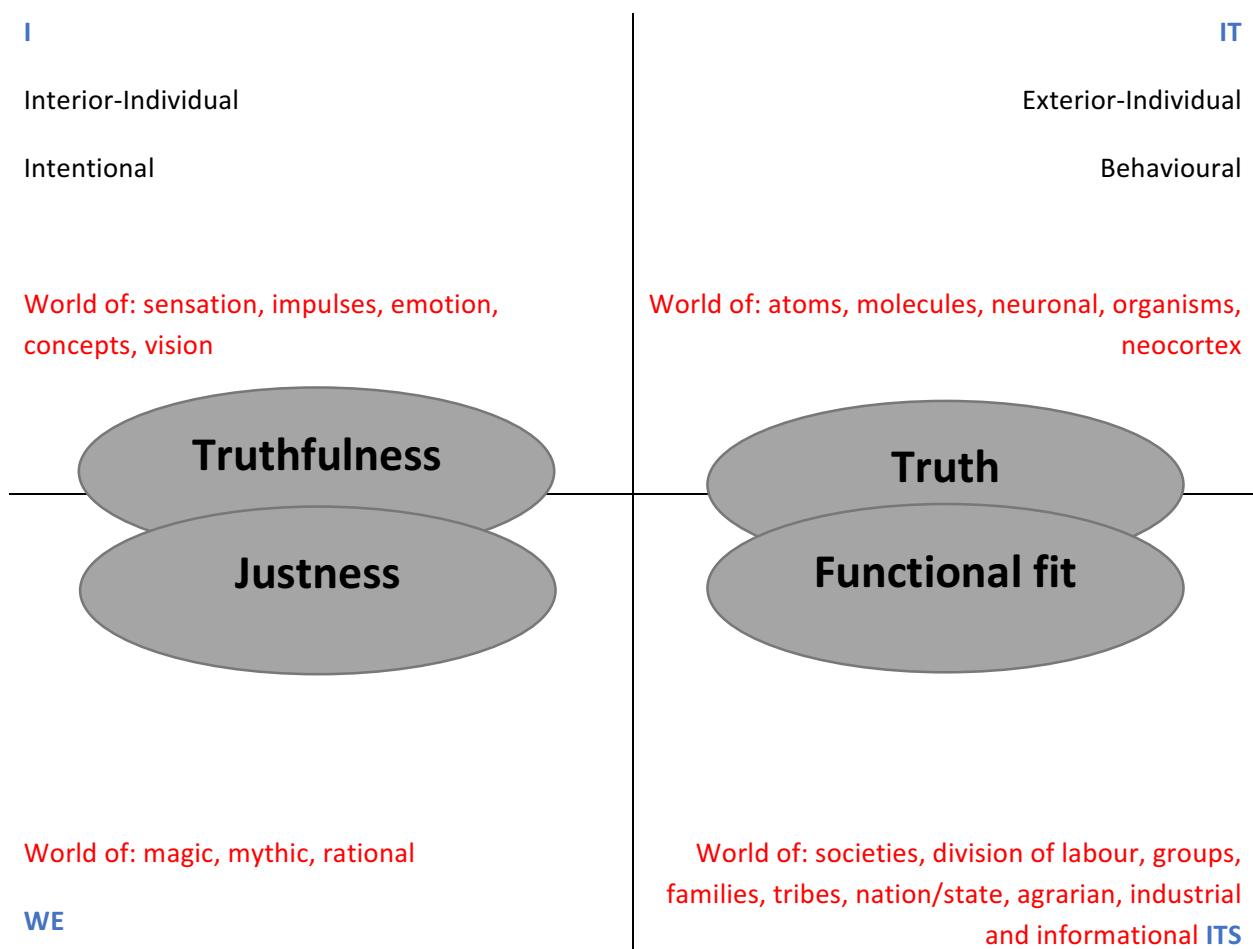 I
IT
Interior-Individual
Exterior-Individual
Intentional
Behavioural
World of: sensation, impulses, emotion,
concepts, vision
World of: atoms, molecules, neuronal, organisms,
neocortex
Truthfulness
Truth
Justness
Functional fit
World of: magic, mythic, rational
WE
World of: societies, division of labour, groups,
families, tribes, nation/state, agrarian, industrial
and informational ITS